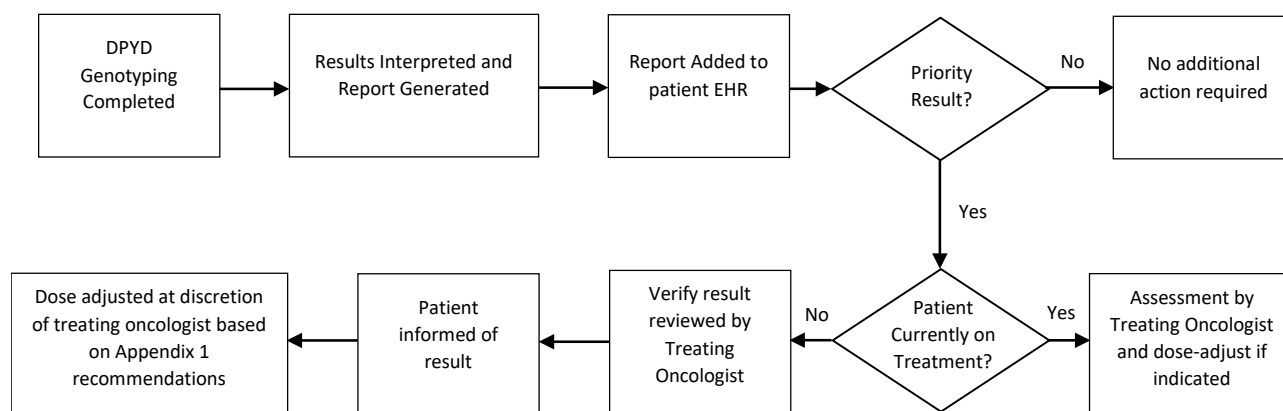 DPYD
Genotyping
Completed
Results Interpreted and
Report Generated
Report Added to
patient EHR
Priority
Result?
No
No additional
action required
Yes
Dose adjusted at discretion
of treating oncologist based
on Appendix 1
recommendations
Patient
informed of
result
Verify result
reviewed by
Treating
Oncologist
No
Patient
Currently on
Treatment?
Yes
Assessment by
Treating Oncologist
and dose-adjust if
indicated